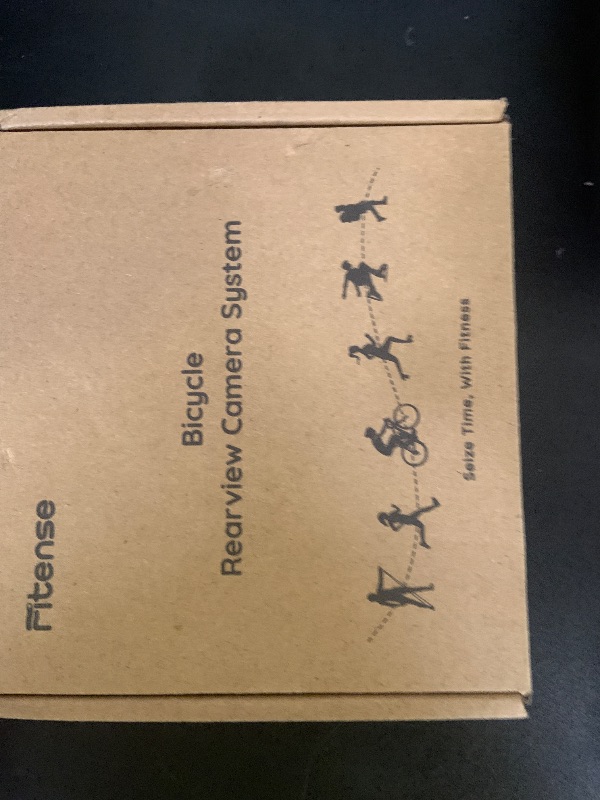 Fitense
Bicycle
Rearview Camera System
Seize Time, With Fitness